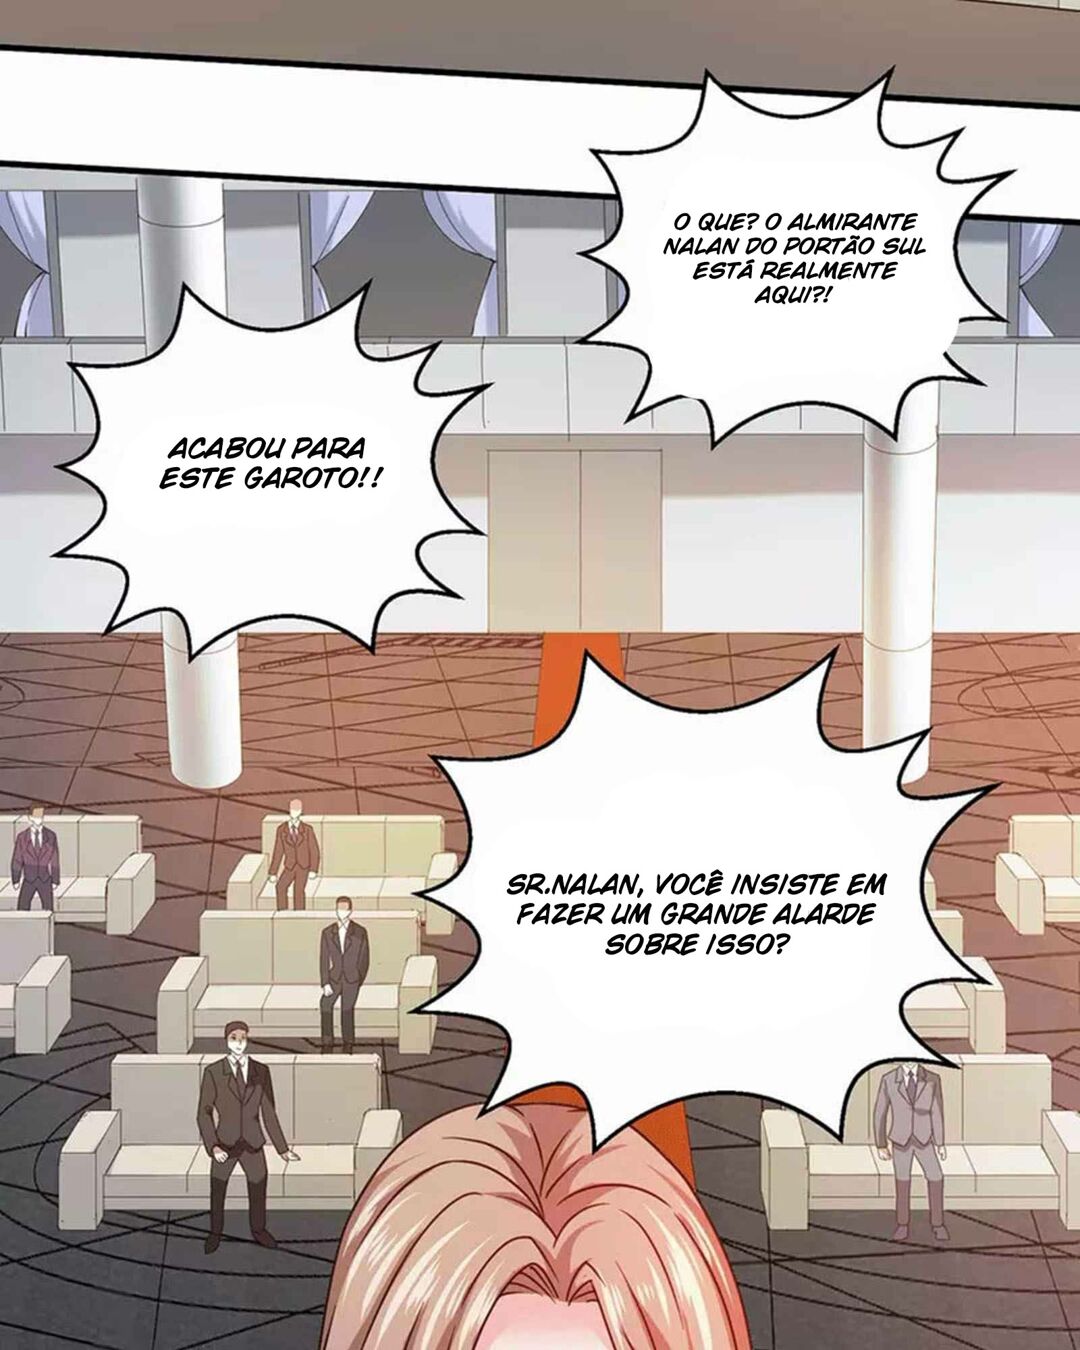 O QUE? O ALMIRANTE
NALAN DO PORTÃO SUL
ESTÁ REALMENTE
AQUI?!
ACABOU PARA
ESTE GAROTO!!
SR.NALAN, VOCÊ INSISTE EM
FAZER UM GRANDE ALARDE
SOBRE ISSO?